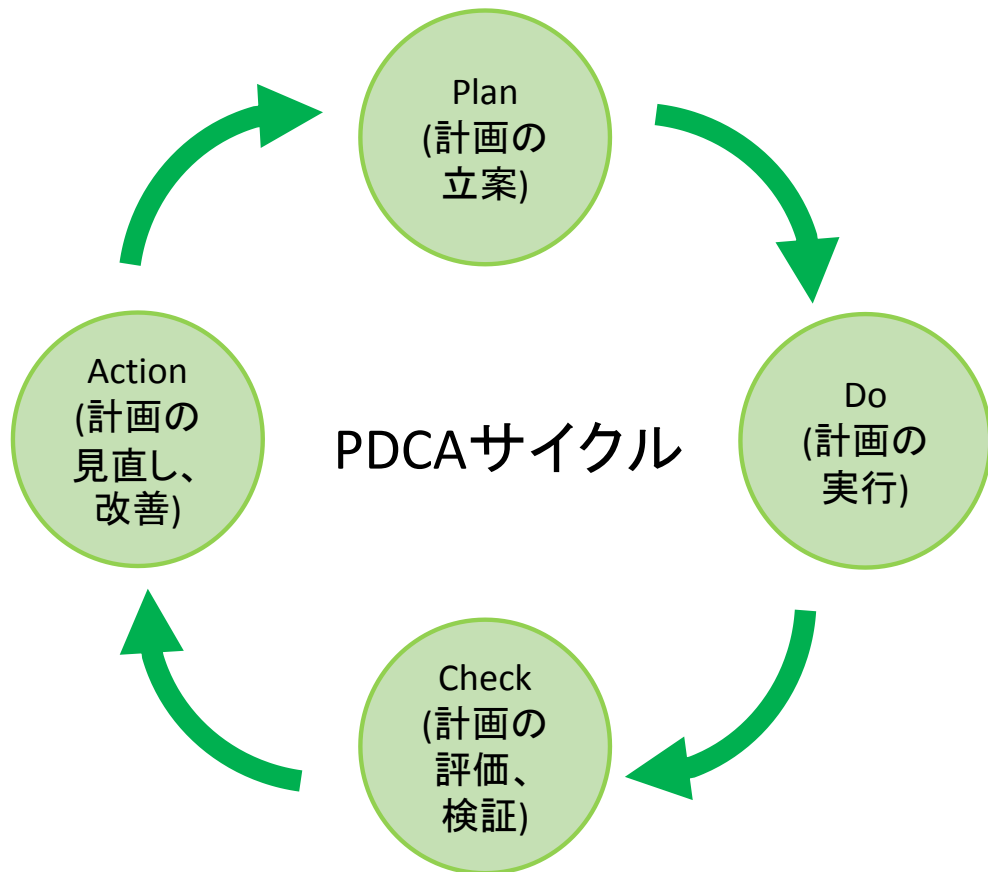 Plan
(計画の
立案)
Do
(計画の
実行)
Check
(計画の
評価、
検証)
Action
(計画の
見直し、
改善)
PDCAサイクル